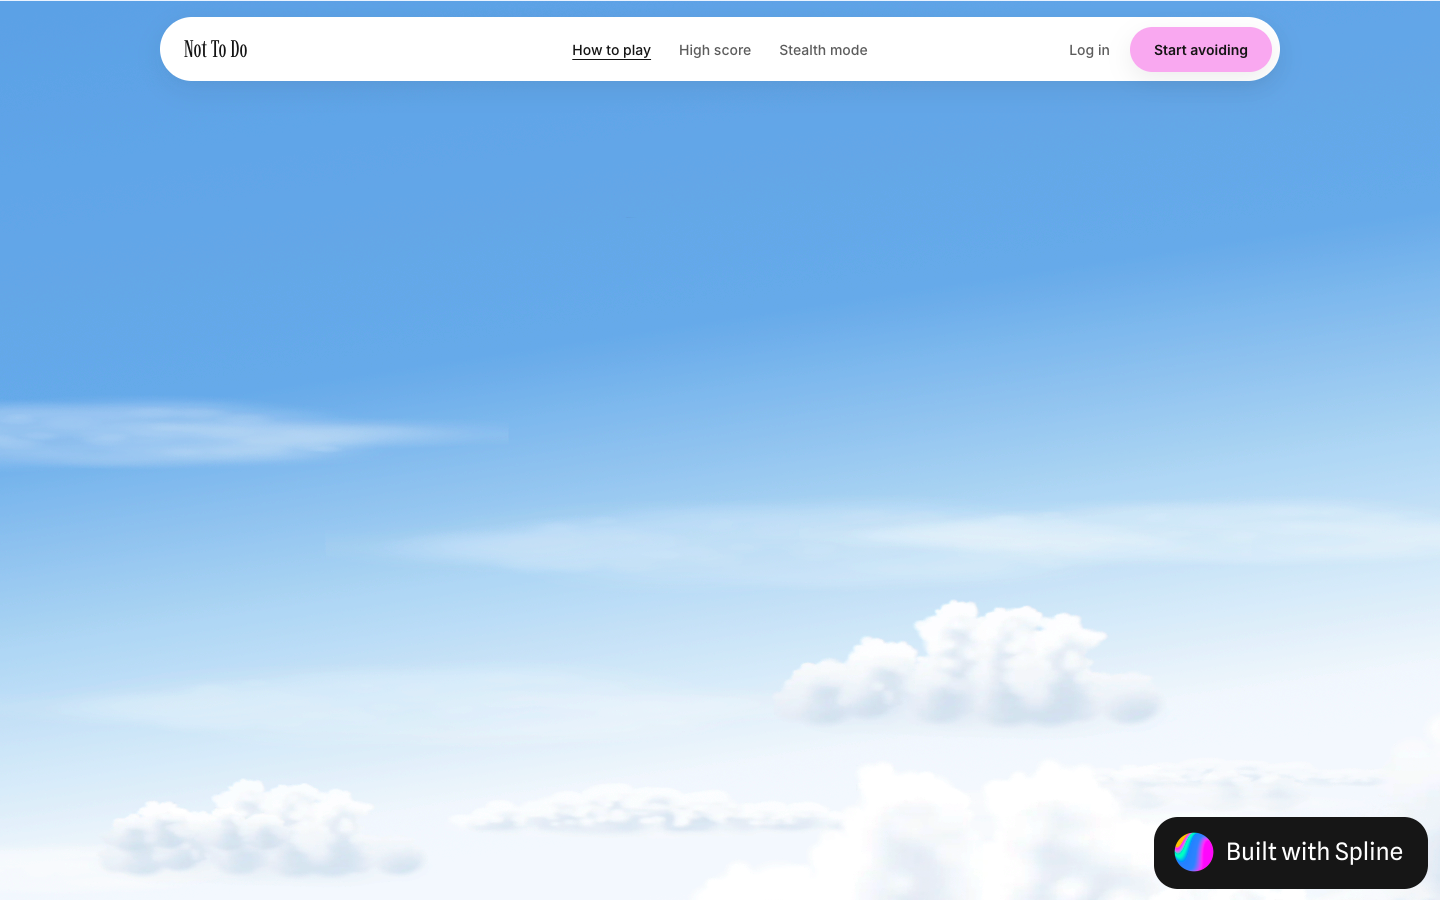 Not To Do
How to play
High score
Stealth mode
Log in
Start avoiding
Built with Spline